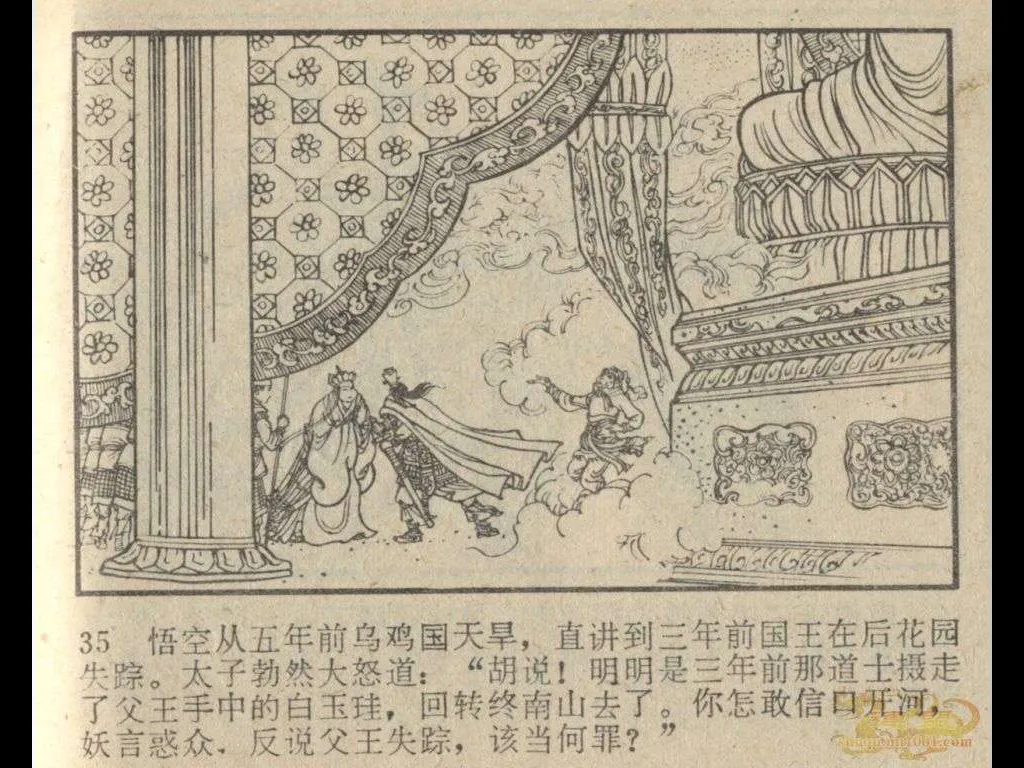 35 悟空从五年前乌鸡国天旱，直讲到三年前国王在后花园
失踪。太子勃然大怒道：“胡说！明明是三年前那道士摄走
了父王手中的白玉珪，回转终南山去了。你怎敢信口开河，
妖言惑众．反说父王失踪，该当何罪？”